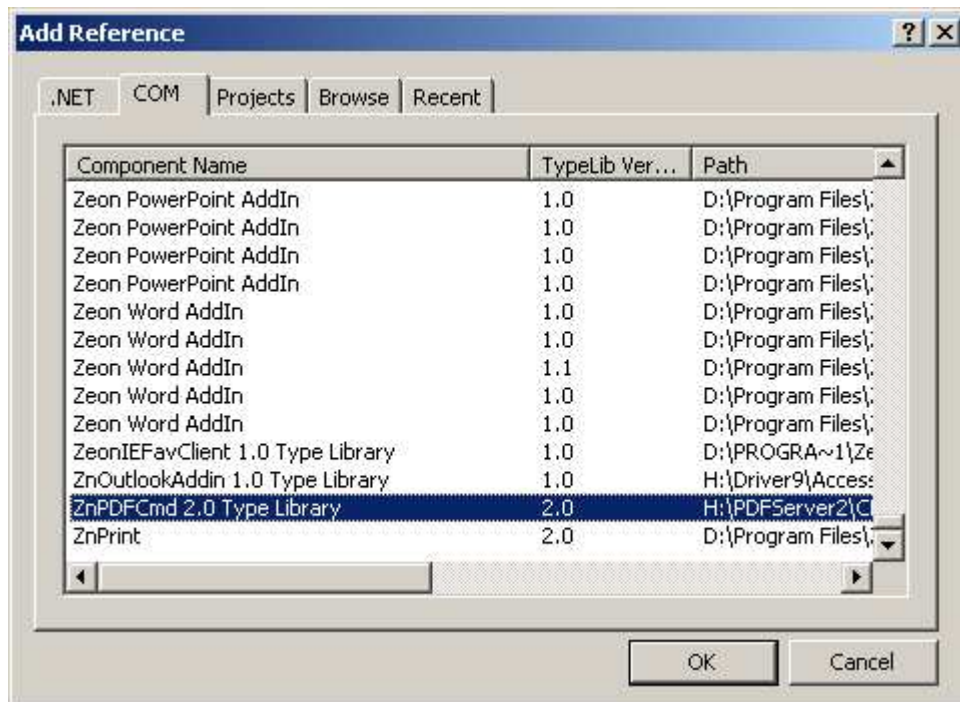 Add Reference
.NET COM Projects Browse Recent
Component Name TypeLib Ver... Path
Zeon PowerPoint AddIn 1.0 D:\Program Files\
Zeon PowerPoint AddIn 1.0 D:\Program Files\
Zeon PowerPoint AddIn 1.0 D:\Program Files\
Zeon PowerPoint AddIn 1.0 D:\Program Files\
Zeon Word AddIn 1.0 D:\Program Files\
Zeon Word AddIn 1.0 D:\Program Files\
Zeon Word AddIn 1.1 D:\Program Files\
Zeon Word AddIn 1.0 D:\Program Files\
Zeon Word AddIn 1.0 D:\Program Files\
ZeonIEFavClient 1.0 Type Library 1.0 D:\PROGRA~1\Ze
ZnOutlookAddin 1.0 Type Library 1.0 H:\Driver9\Access
ZnPDFCmd 2.0 Type Library 2.0 H:\PDFServer2\Cl
ZnPrint 2.0 D:\Program Files\
OK Cancel